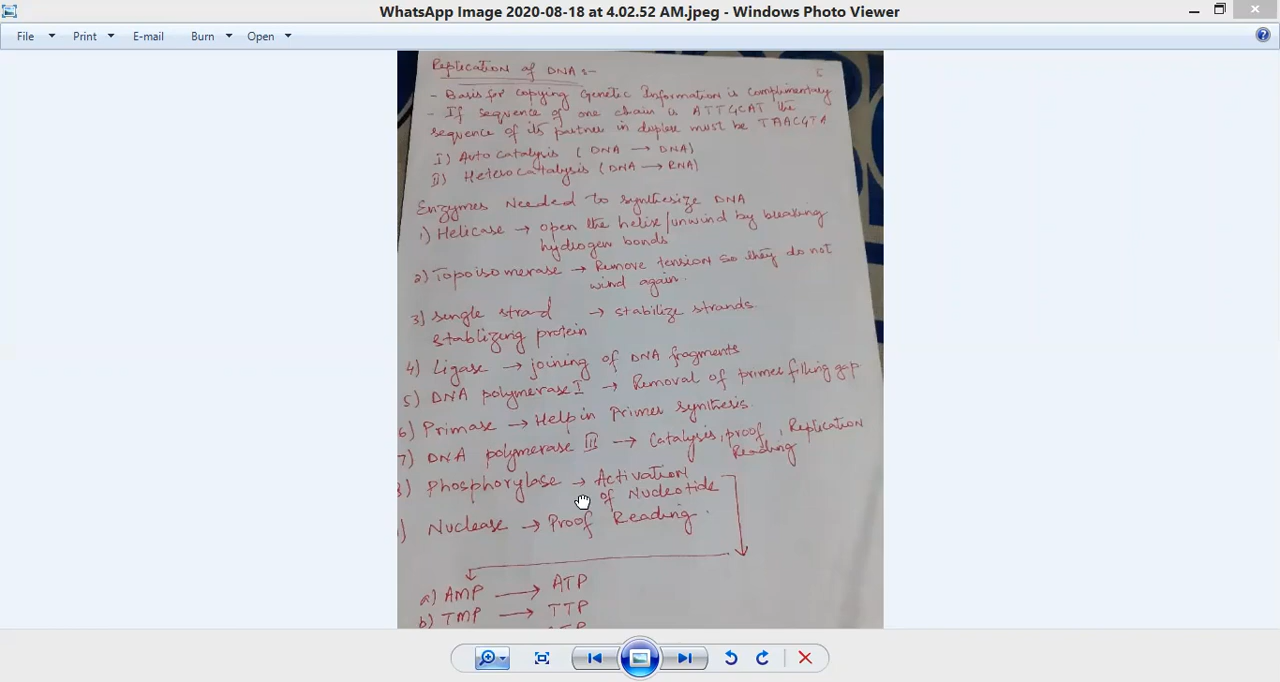 WhatsApp Image 2020-08-18 at 4.02.52 AM.jpeg - Windows Photo Viewer
File Print E-mail Burn Open
Replication of DNA :-
- Basis for copying Genetic Information is complimentary
- If sequence of one chain is ATTGCAT the
sequence of its partner in duplex must be TAACGTA
I) Auto catalysis ( DNA → DNA)
II) Heterocatalysis (DNA → RNA)
Enzymes Needed to synthesize DNA
1) Helicase → open the helix/unwind by breaking
hydrogen bonds
2) Topoisomerase → Remove tension so they do not
wind again.
3) single strad → stabilize strands
stablizing protein
4) Ligase → joining of DNA fragments
5) DNA polymerase I → Removal of primer filling gap
6) Primase → Help in Primer synthesis.
7) DNA polymerase III → Catalysis, proof, Replication
Reading
8) Phosphorylase → Activation
of Nucleotide
) Nuclease → Proof Reading.
a) AMP → ATP
b) TMP → TTP